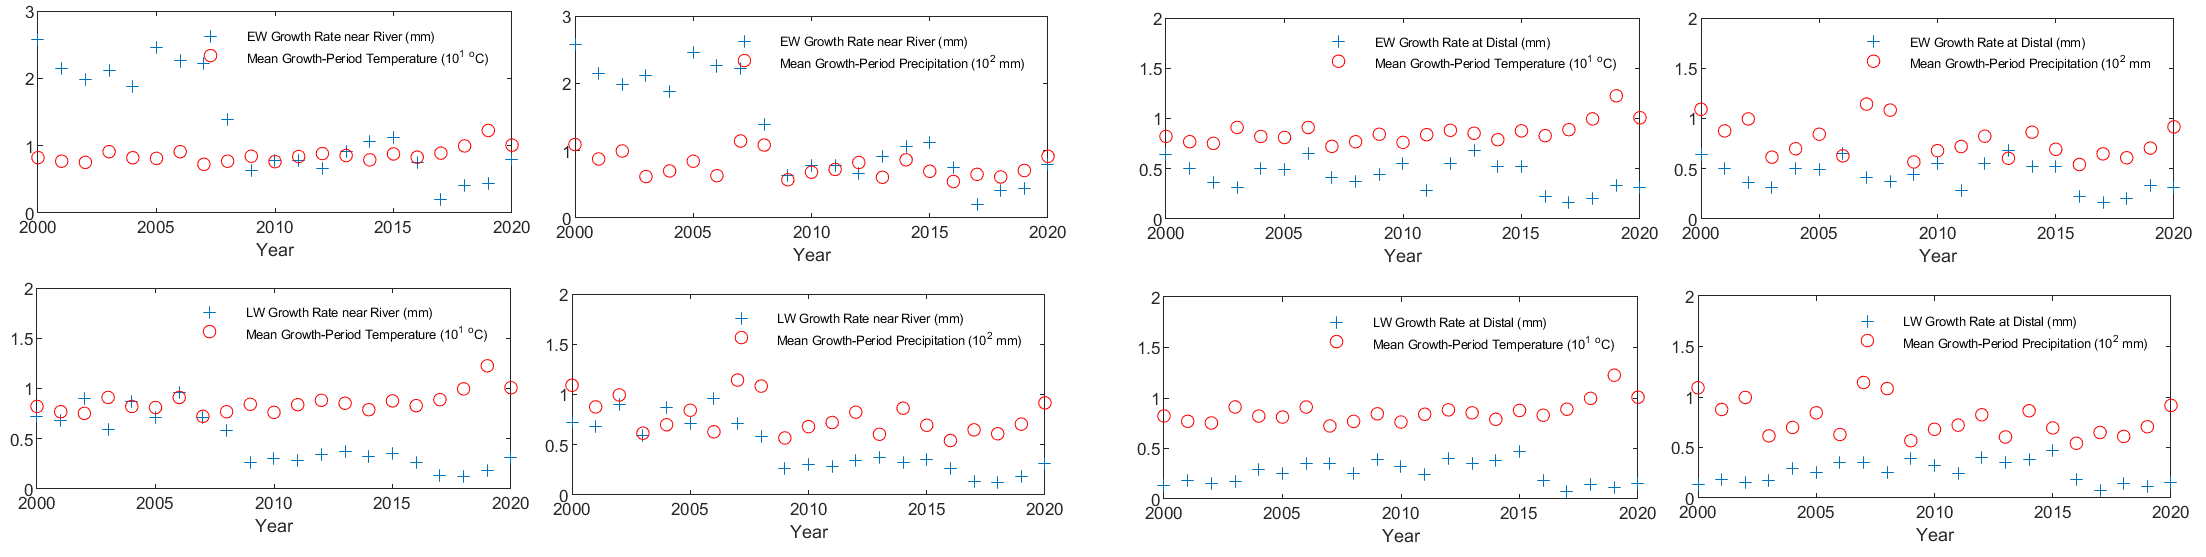 3
2
1
0
EW Growth Rate near River (mm)
Mean Growth-Period Temperature (10¹ °C)
2000 2005 2010 2015 2020
Year
3
2
1
0
EW Growth Rate near River (mm)
Mean Growth-Period Precipitation (10² mm)
2000 2005 2010 2015 2020
Year
2
1.5
1
0.5
0
EW Growth Rate at Distal (mm)
Mean Growth-Period Temperature (10¹ °C)
2000 2005 2010 2015 2020
Year
2
1.5
1
0.5
0
EW Growth Rate at Distal (mm)
Mean Growth-Period Precipitation (10² mm
2000 2005 2010 2015 2020
Year
2
1.5
1
0.5
0
LW Growth Rate near River (mm)
Mean Growth-Period Temperature (10¹ °C)
2000 2005 2010 2015 2020
Year
2
1.5
1
0.5
0
LW Growth Rate near River (mm)
Mean Growth-Period Precipitation (10² mm)
2000 2005 2010 2015 2020
Year
2
1.5
1
0.5
0
LW Growth Rate at Distal (mm)
Mean Growth-Period Temperature (10¹ °C)
2000 2005 2010 2015 2020
Year
2
1.5
1
0.5
0
LW Growth Rate at Distal (mm)
Mean Growth-Period Precipitation (10² mm)
2000 2005 2010 2015 2020
Year